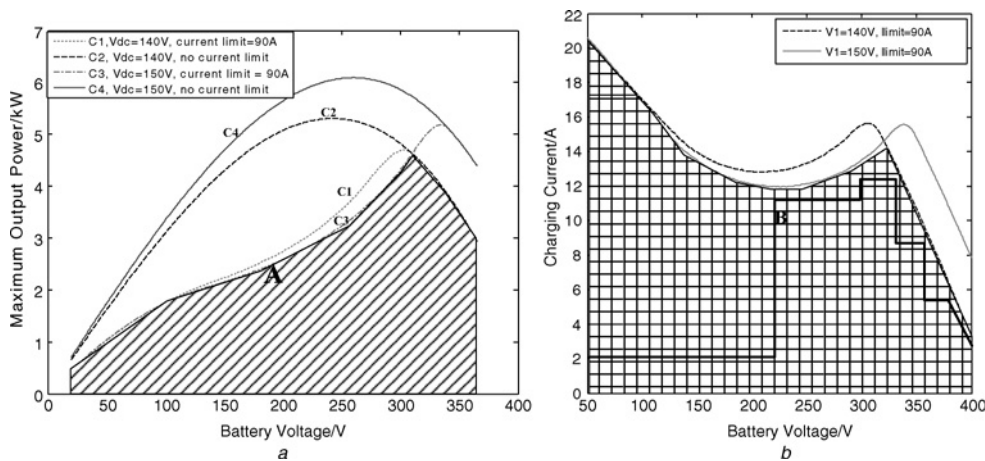 7
6
5
4
3
2
1
0
Maximum Output Power/kW
C1,Vdc=140V, current limit=90A
C2, Vdc=140V, no current limit
C3, Vdc=150V,current limit = 90A
C4, Vdc=150V, no current limit
C4
C2
C1
C3
A
0 50 100 150 200 250 300 350 400
Battery Voltage/V
a
22
20
18
16
14
12
10
8
6
4
2
0
Charging Current/A
V1=140V, limit=90A
V1=150V, limit=90A
B
50 100 150 200 250 300 350 400
Battery Voltage/V
b